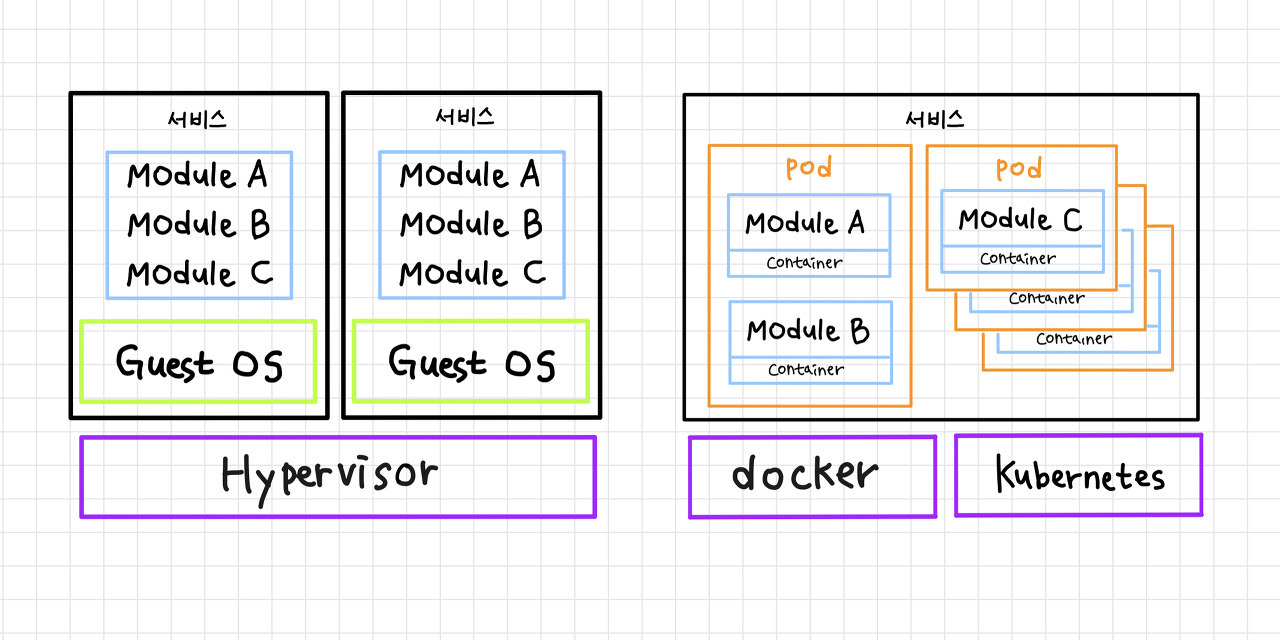 서비스
Module A
Module B
Module C
Guest OS
서비스
Module A
Module B
Module C
Guest OS
Hypervisor
서비스
pod
Module A
Container
Module B
Container
pod
Module C
Container
Container
Container
docker
Kubernetes